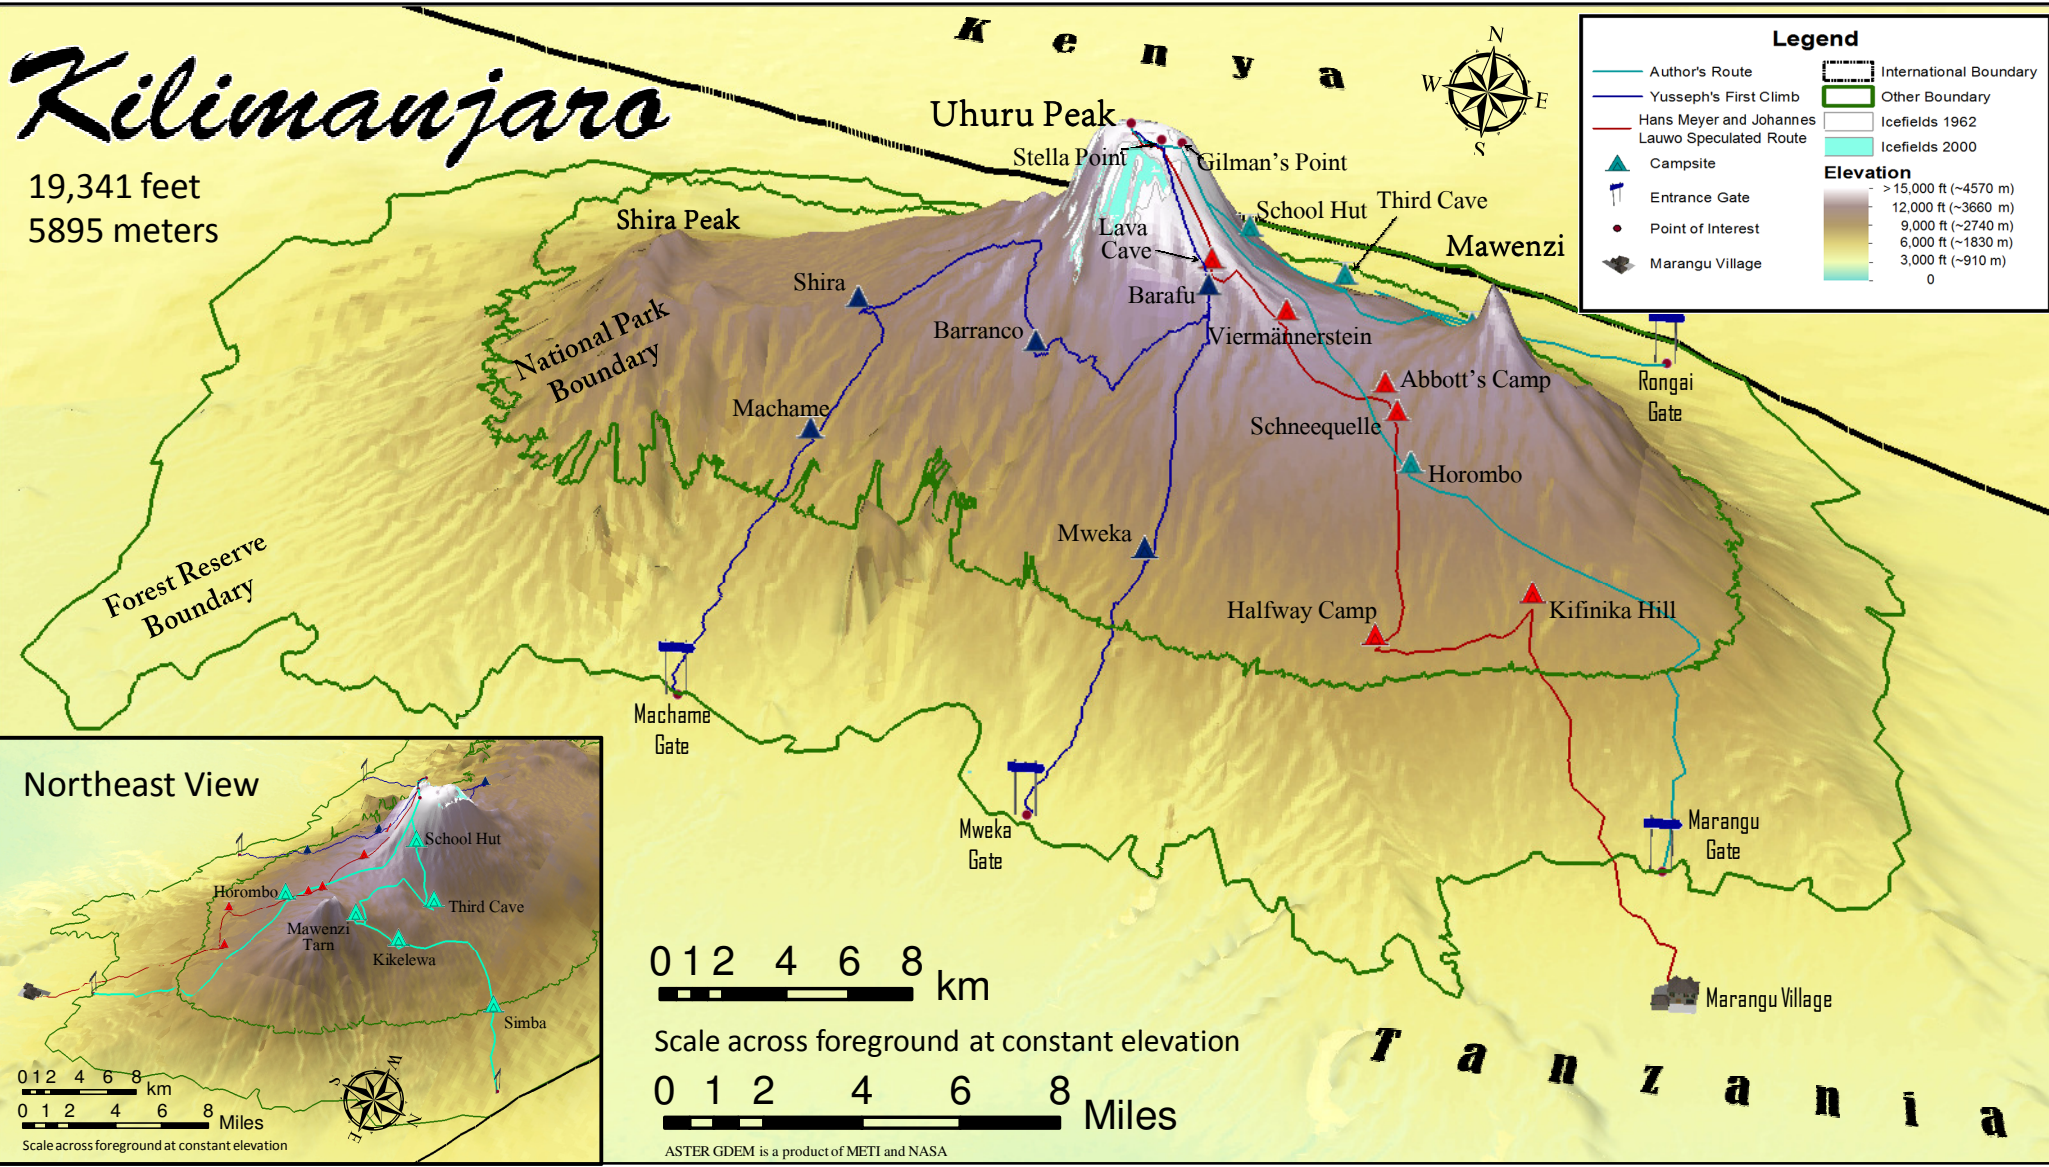 Kilimanjaro
19,341 feet
5895 meters
Kenya
N
W
E
S
Legend
Author's Route
Yusseph's First Climb
Hans Meyer and Johannes
Lauwo Speculated Route
Campsite
Entrance Gate
Point of Interest
Marangu Village
International Boundary
Other Boundary
Icefields 1962
Icefields 2000
Elevation
>15,000 ft (~4570 m)
12,000 ft (~3660 m)
9,000 ft (~2740 m)
6,000 ft (~1830 m)
3,000 ft (~910 m)
0
Uhuru Peak
Stella Point
Gilman's Point
School Hut
Third Cave
Mawenzi
Shira Peak
Lava
Cave
Shira
Barafu
Barranco
Viermännerstein
National Park
Boundary
Machame
Abbott's Camp
Schneequelle
Rongai
Gate
Horombo
Mweka
Forest Reserve
Boundary
Halfway Camp
Kifinika Hill
Machame
Gate
Mweka
Gate
Marangu
Gate
Marangu Village
Tanzania
0 1 2 4 6 8 km
Scale across foreground at constant elevation
0 1 2 4 6 8 Miles
ASTER GDEM is a product of METI and NASA
Northeast View
School Hut
Horombo
Third Cave
Mawenzi
Tarn
Kikelewa
Simba
W
S
N
E
0 1 2 4 6 8 km
0 1 2 4 6 8 Miles
Scale across foreground at constant elevation